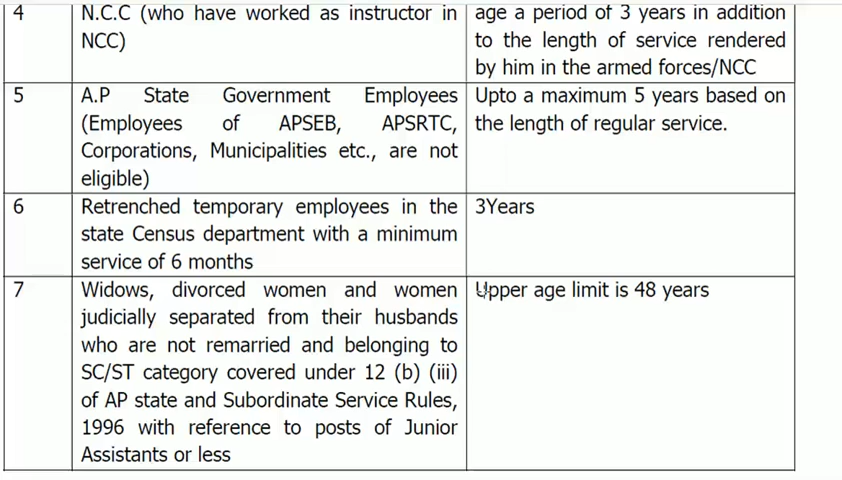 4
N.C.C (who have worked as instructor in
NCC)
age a period of 3 years in addition
to the length of service rendered
by him in the armed forces/NCC
5
A.P State Government Employees
(Employees of APSEB, APSRTC,
Corporations, Municipalities etc., are not
eligible)
Upto a maximum 5 years based on
the length of regular service.
6
Retrenched temporary employees in the
state Census department with a minimum
service of 6 months
3Years
7
Widows, divorced women and women
judicially separated from their husbands
who are not remarried and belonging to
SC/ST category covered under 12 (b) (iii)
of AP state and Subordinate Service Rules,
1996 with reference to posts of Junior
Assistants or less
Upper age limit is 48 years